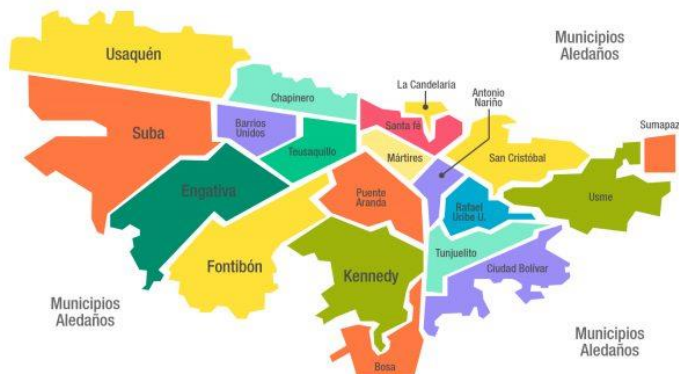 Usaquén
Municipios
Aledaños
La Candelaria
Antonio
Nariño
Chapinero
Sumapaz
Suba
Barrios
Unidos
Santa fé
Teusaquillo
Mártires
San Cristóbal
Engativa
Puente
Aranda
Rafael
Uribe U.
Usme
Fontibón
Kennedy
Tunjuelito
Ciudad Bolívar
Municipios
Aledaños
Municipios
Aledaños
Bosa